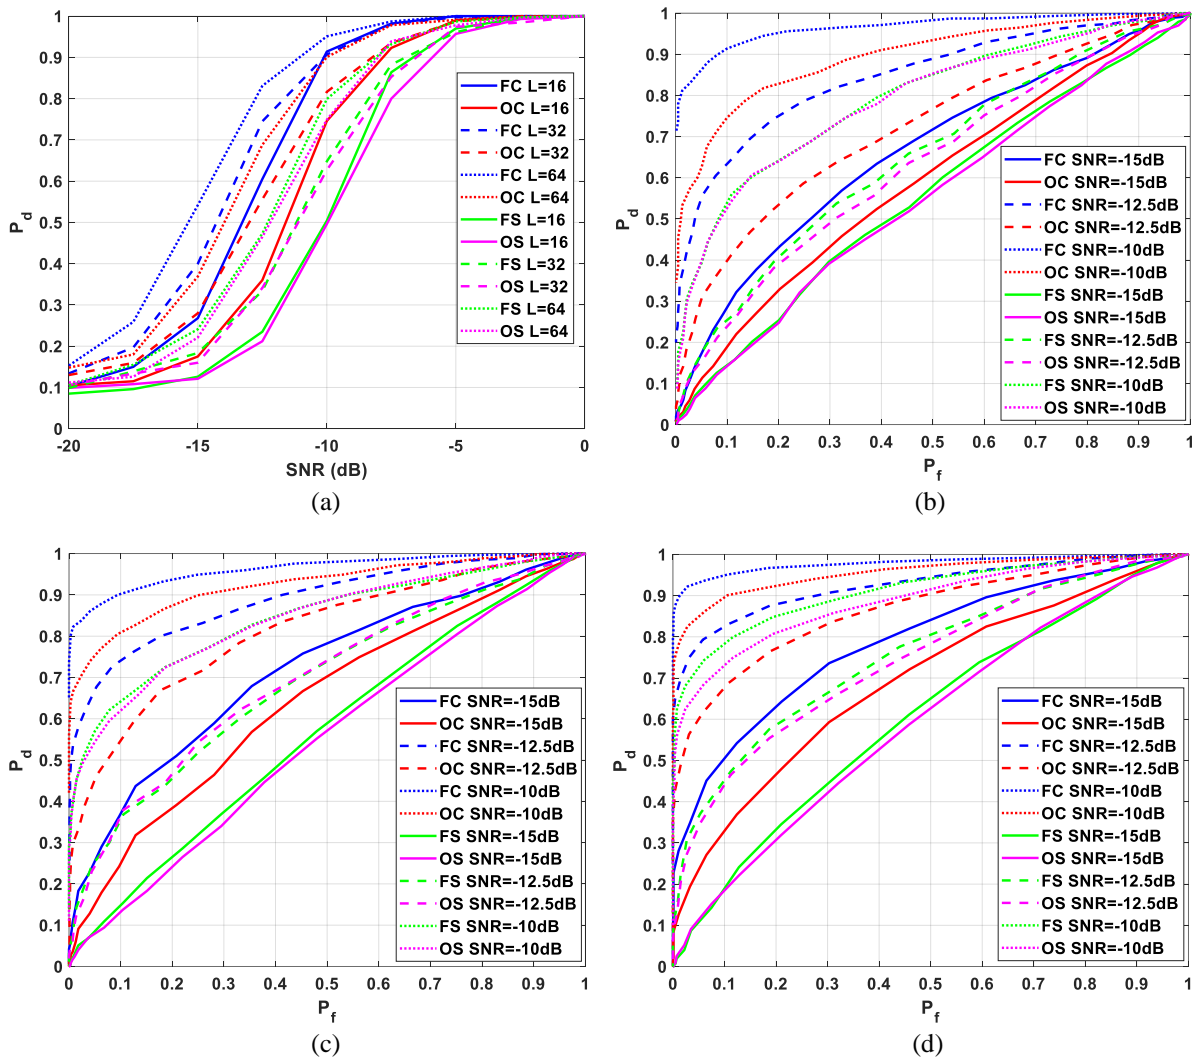 1
0.9
0.8
0.7
0.6
0.5
0.4
0.3
0.2
0.1
0
P_d
-20 -15 -10 -5 0
SNR (dB)
FC L=16
OC L=16
FC L=32
OC L=32
FC L=64
OC L=64
FS L=16
OS L=16
FS L=32
OS L=32
FS L=64
OS L=64
(a)
1
0.9
0.8
0.7
0.6
0.5
0.4
0.3
0.2
0.1
0
P_d
0 0.1 0.2 0.3 0.4 0.5 0.6 0.7 0.8 0.9 1
P_f
FC SNR=-15dB
OC SNR=-15dB
FC SNR=-12.5dB
OC SNR=-12.5dB
FC SNR=-10dB
OC SNR=-10dB
FS SNR=-15dB
OS SNR=-15dB
FS SNR=-12.5dB
OS SNR=-12.5dB
FS SNR=-10dB
OS SNR=-10dB
(b)
1
0.9
0.8
0.7
0.6
0.5
0.4
0.3
0.2
0.1
0
P_d
0 0.1 0.2 0.3 0.4 0.5 0.6 0.7 0.8 0.9 1
P_f
FC SNR=-15dB
OC SNR=-15dB
FC SNR=-12.5dB
OC SNR=-12.5dB
FC SNR=-10dB
OC SNR=-10dB
FS SNR=-15dB
OS SNR=-15dB
FS SNR=-12.5dB
OS SNR=-12.5dB
FS SNR=-10dB
OS SNR=-10dB
(c)
1
0.9
0.8
0.7
0.6
0.5
0.4
0.3
0.2
0.1
0
P_d
0 0.1 0.2 0.3 0.4 0.5 0.6 0.7 0.8 0.9 1
P_f
FC SNR=-15dB
OC SNR=-15dB
FC SNR=-12.5dB
OC SNR=-12.5dB
FC SNR=-10dB
OC SNR=-10dB
FS SNR=-15dB
OS SNR=-15dB
FS SNR=-12.5dB
OS SNR=-12.5dB
FS SNR=-10dB
OS SNR=-10dB
(d)